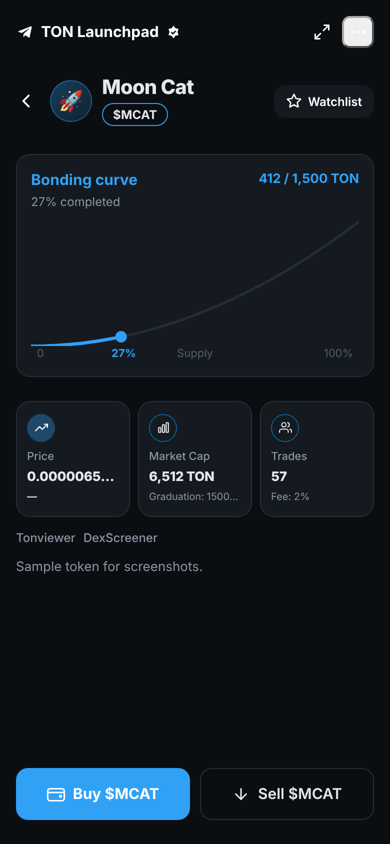 TON Launchpad
Moon Cat
$MCAT
Watchlist
Bonding curve
412 / 1,500 TON
27% completed
0
27%
Supply
100%
Price
0.0000065...
—
Market Cap
6,512 TON
Graduation: 1500...
Trades
57
Fee: 2%
Tonviewer DexScreener
Sample token for screenshots.
Buy $MCAT
Sell $MCAT